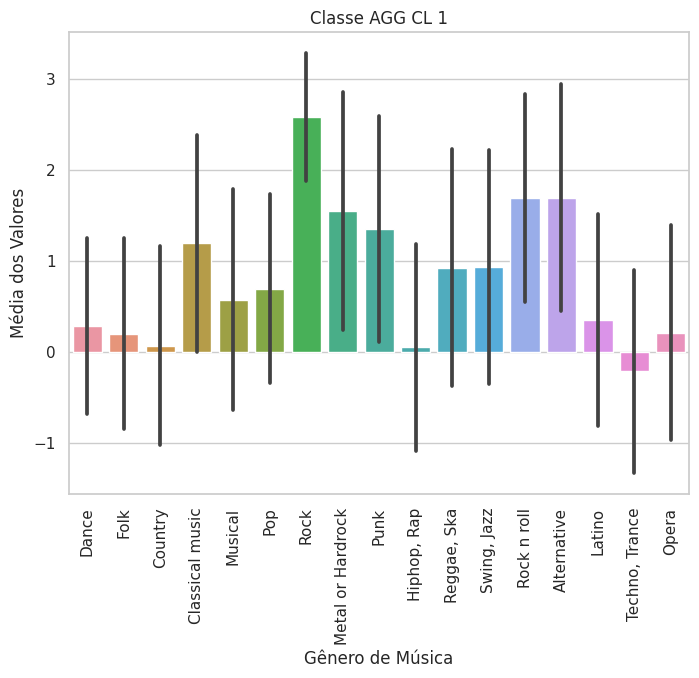 Classe AGG CL 1
Média dos Valores
3
2
1
0
−1
Dance
Folk
Country
Classical music
Musical
Pop
Rock
Metal or Hardrock
Punk
Hiphop, Rap
Reggae, Ska
Swing, Jazz
Rock n roll
Alternative
Latino
Techno, Trance
Opera
Gênero de Música